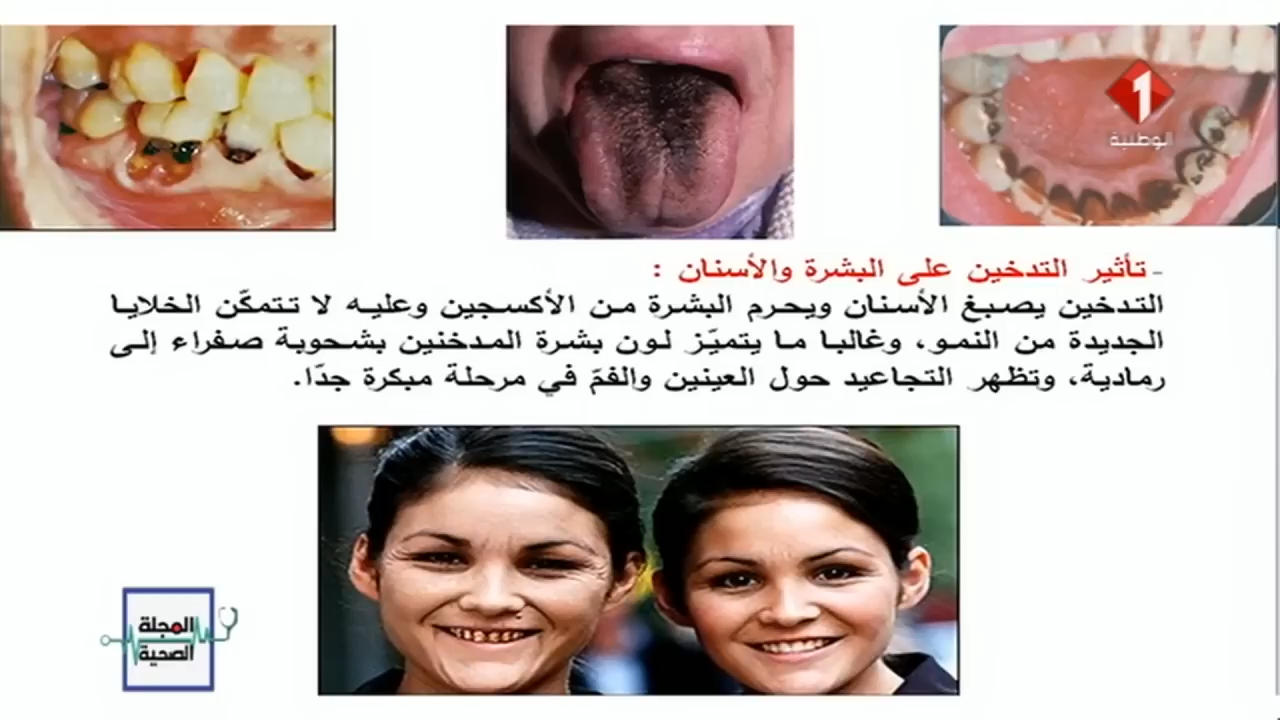 1
الوطنية
- تأثير التدخين على البشرة والأسنان :
التدخين يصبغ الأسنان ويحرم البشرة من الأكسجين وعليه لا تتمكّن الخلايا
الجديدة من النمو، وغالبا ما يتميّز لون بشرة المدخنين بشحوبة صفراء إلى
رمادية، وتظهر التجاعيد حول العينين والفمّ في مرحلة مبكرة جدّا.
المجلة
الصحية